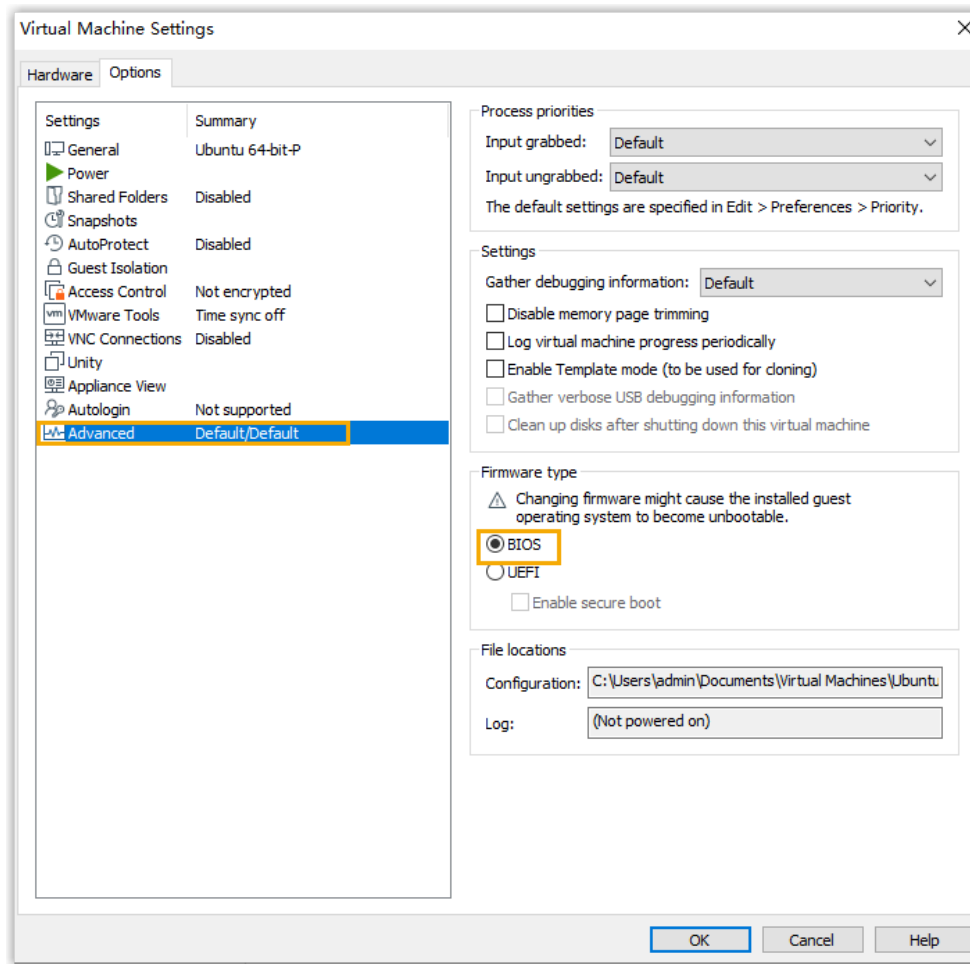 Virtual Machine Settings
Hardware
Options
Settings Summary
General Ubuntu 64-bit-P
Power
Shared Folders Disabled
Snapshots
AutoProtect Disabled
Guest Isolation
Access Control Not encrypted
vm VMware Tools Time sync off
VNC Connections Disabled
Unity
Appliance View
Autologin Not supported
Advanced Default/Default
Process priorities
Input grabbed: Default
Input ungrabbed: Default
The default settings are specified in Edit > Preferences > Priority.
Settings
Gather debugging information: Default
Disable memory page trimming
Log virtual machine progress periodically
Enable Template mode (to be used for cloning)
Gather verbose USB debugging information
Clean up disks after shutting down this virtual machine
Firmware type
Changing firmware might cause the installed guest
operating system to become unbootable.
BIOS
UEFI
Enable secure boot
File locations
Configuration: C:\Users\admin\Documents\Virtual Machines\Ubuntu
Log: (Not powered on)
OK Cancel Help